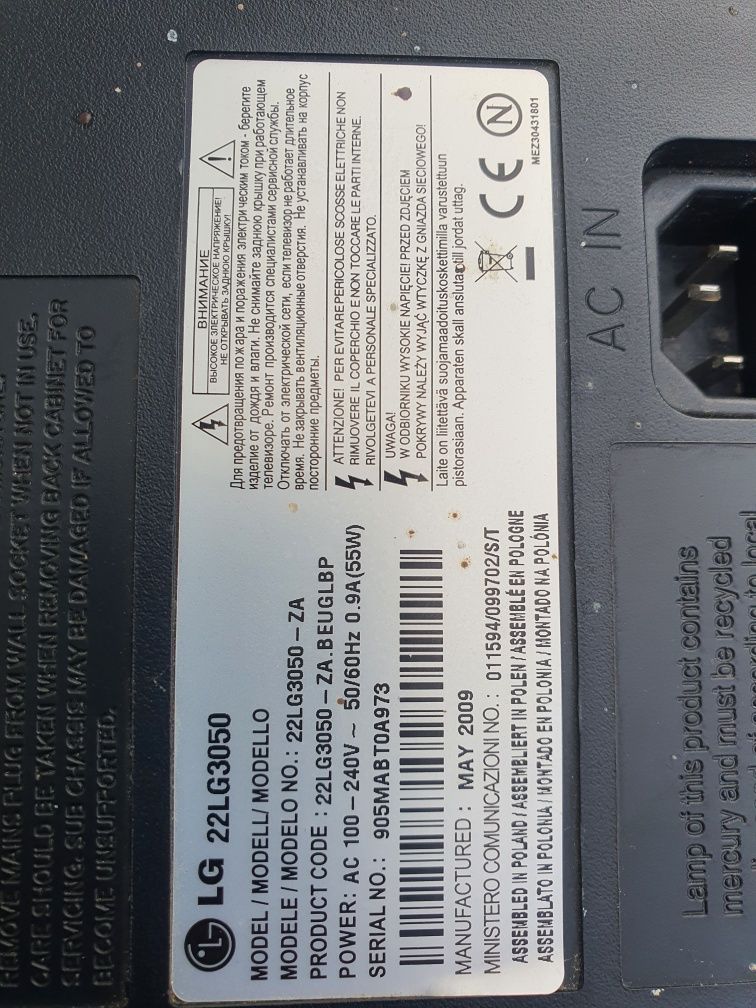 REMOVE MAINS PLUG FROM WALL SOCKET WHEN NOT IN USE.
CARE SHOULD BE TAKEN WHEN REMOVING BACK CABINET FOR
SERVICING. SUB CHASSIS MAY BE DAMAGED IF ALLOWED TO
BECOME UNSUPPORTED.
LG 22LG3050
MODEL / MODELL/ MODELLO
MODELE / MODELO NO.: 22LG3050-ZA
PRODUCT CODE : 22LG3050-ZA.BEUGLBP
POWER: AC 100-240V ~ 50/60Hz 0.9A(55W)
SERIAL NO.: 905MABT0A973
MANUFACTURED : MAY 2009
MINISTERO COMUNICAZIONI NO.: 011594/099702/S/T
ASSEMBLED IN POLAND / ASSEMBLIERT IN POLEN / ASSEMBLÉ EN POLOGNE
ASSEMBLATO IN POLONIA / MONTADO EN POLONIA / MONTADO NA POLÓNIA
ВНИМАНИЕ
ВЫСОКОЕ ЭЛЕКТРИЧЕСКОЕ НАПРЯЖЕНИЕ!
НЕ ОТКРЫВАТЬ ЗАДНЮЮ КРЫШКУ!
Для предотвращения пожара и поражения электрическим током - берегите
изделие от дождя и влаги. Не снимайте заднюю крышку при работающем
телевизоре. Ремонт производится специалистами сервисной службы.
Отключать от электрической сети, если телевизор не работает длительное
время. Не закрывать вентиляционные отверстия. Не устанавливать на корпус
посторонние предметы.
ATTENZIONE! PER EVITARE PERICOLOSE SCOSSE ELETTRICHE NON
RIMUOVERE IL COPERCHIO E NON TOCCARE LE PARTI INTERNE.
RIVOLGETEVI A PERSONALE SPECIALIZZATO.
UWAGA!
W ODBIORNIKU WYSOKIE NAPIĘCIE! PRZED ZDJĘCIEM
POKRYWY NALEŻY WYJĄĆ WTYCZKĘ Z GNIAZDA SIECIOWEGO!
Laite on liitettävä suojamaadoituskoskettimilla varustettuun
pistorasiaan. Apparaten skall anslutas till jordat uttag.
CE N
MEZ30431801
AC IN
Lamp of this product contains
mercury and must be recycled